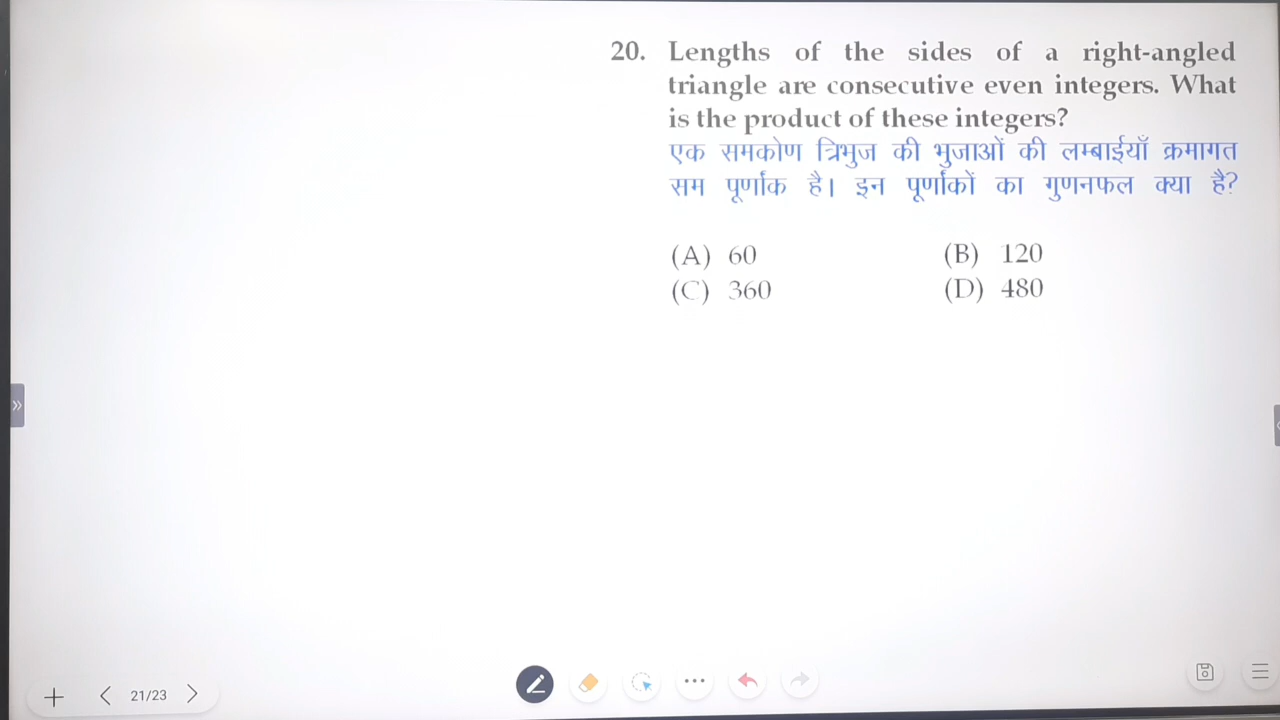 20. Lengths of the sides of a right-angled
triangle are consecutive even integers. What
is the product of these integers?
एक समकोण त्रिभुज की भुजाओं की लम्बाईयाँ क्रमागत
सम पूर्णांक है। इन पूर्णांकों का गुणनफल क्या है?
(A) 60 (B) 120
(C) 360 (D) 480
21/23